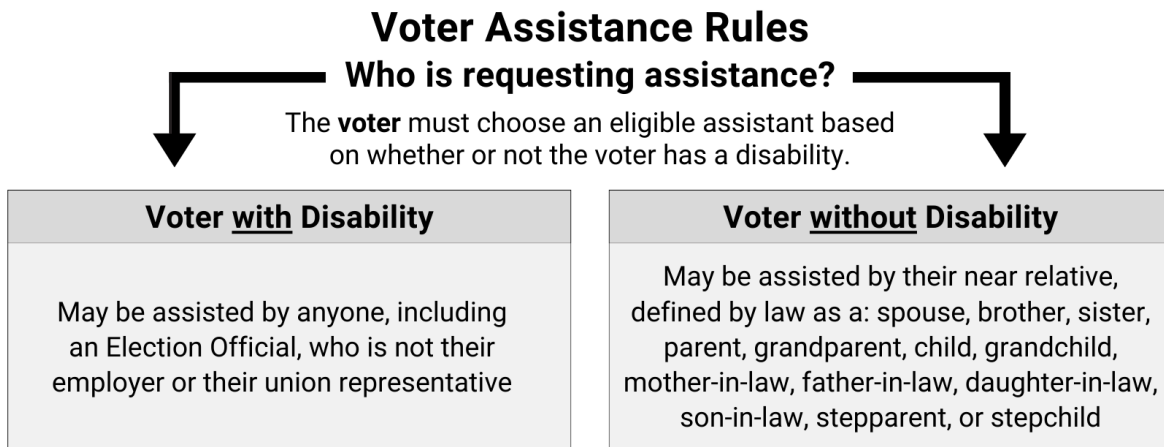 Voter Assistance Rules
Who is requesting assistance?
The voter must choose an eligible assistant based
on whether or not the voter has a disability.
Voter with Disability
May be assisted by anyone, including
an Election Official, who is not their
employer or their union representative
Voter without Disability
May be assisted by their near relative,
defined by law as a: spouse, brother, sister,
parent, grandparent, child, grandchild,
mother-in-law, father-in-law, daughter-in-law,
son-in-law, stepparent, or stepchild